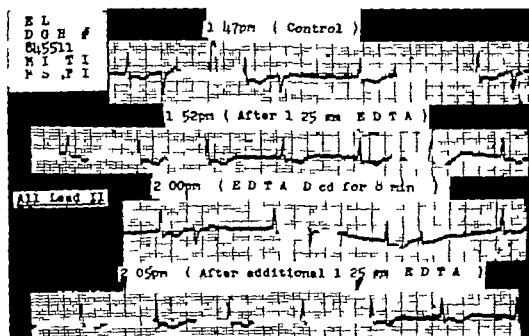 E L
D G H #
845511
M I T I
1 47pm ( Control )
1 52pm ( After 1 25 gm E D T A )
All Lead II
2 00pm ( E D T A D cd for 8 min )
2 05pm ( After additional 1 25 gm E D T A )